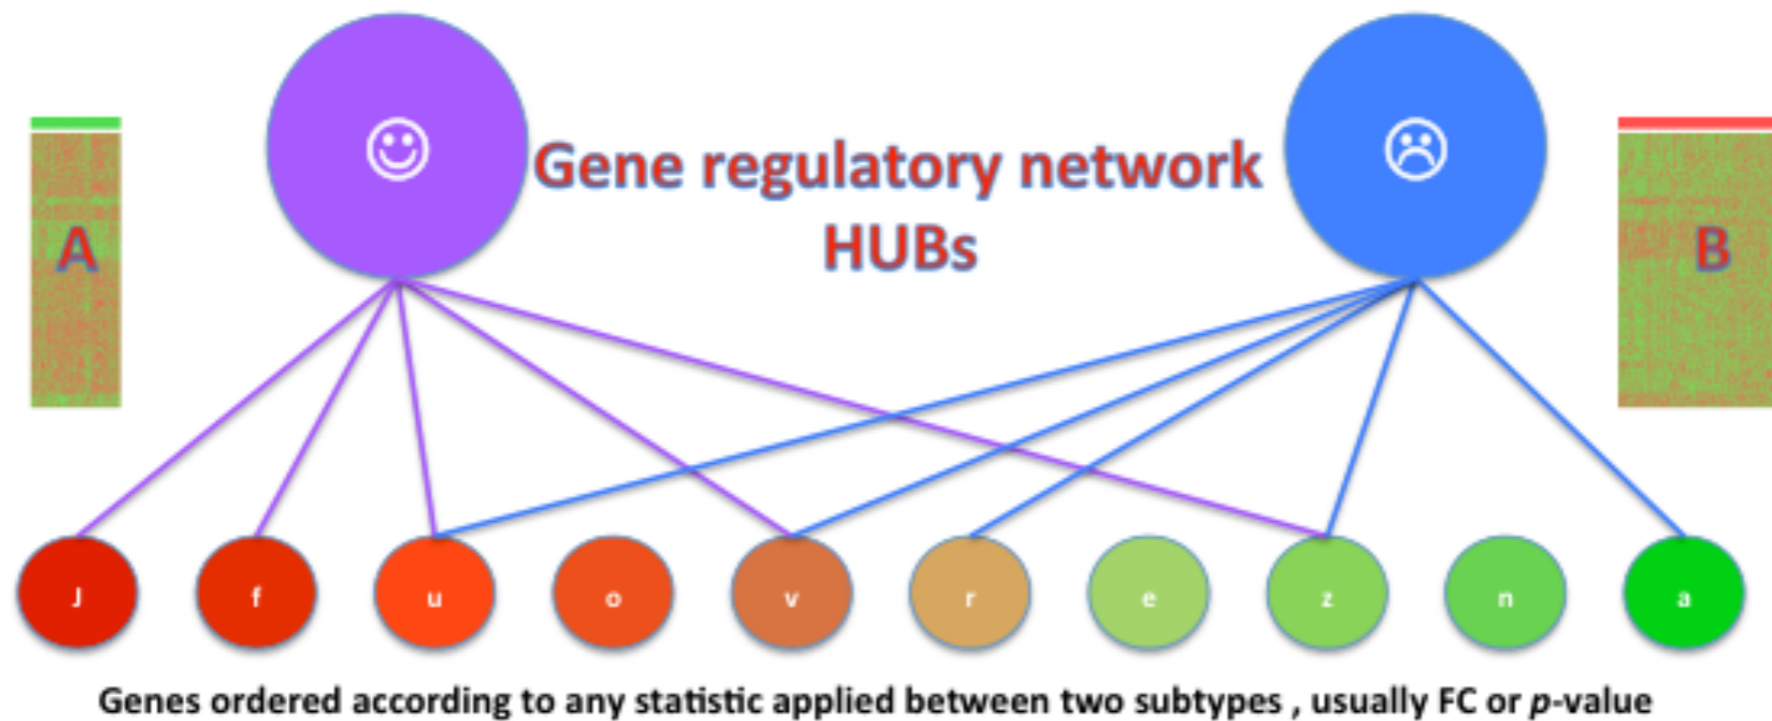 Gene regulatory network
HUBs
A
B
J
f
u
o
v
r
e
z
n
a
Genes ordered according to any statistic applied between two subtypes , usually FC or p-value